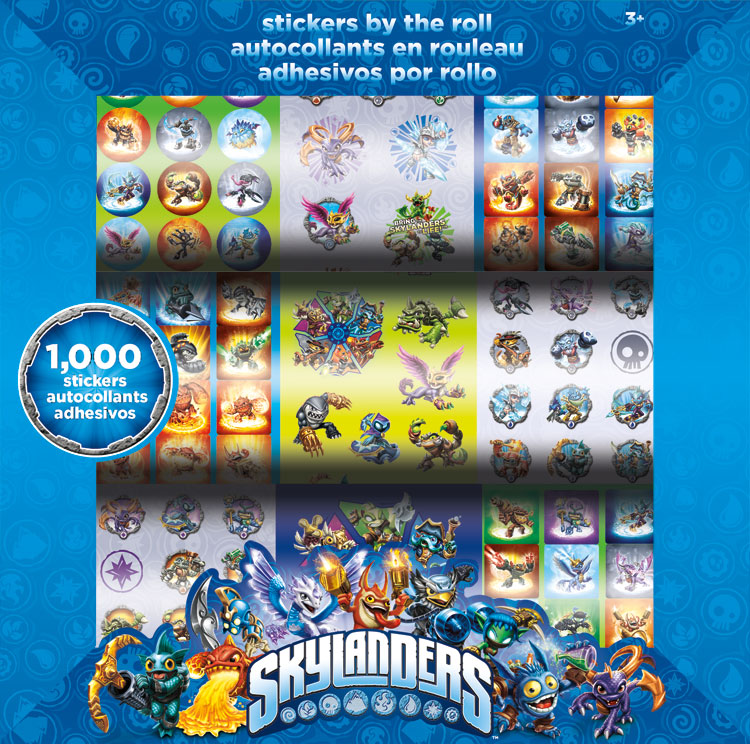 stickers by the roll
autocollants en rouleau
adhesivos por rollo
3+
BRING
SKYLANDERS
to LIFE!
1,000
stickers
autocollants
adhesivos
SKYLANDERS
TM